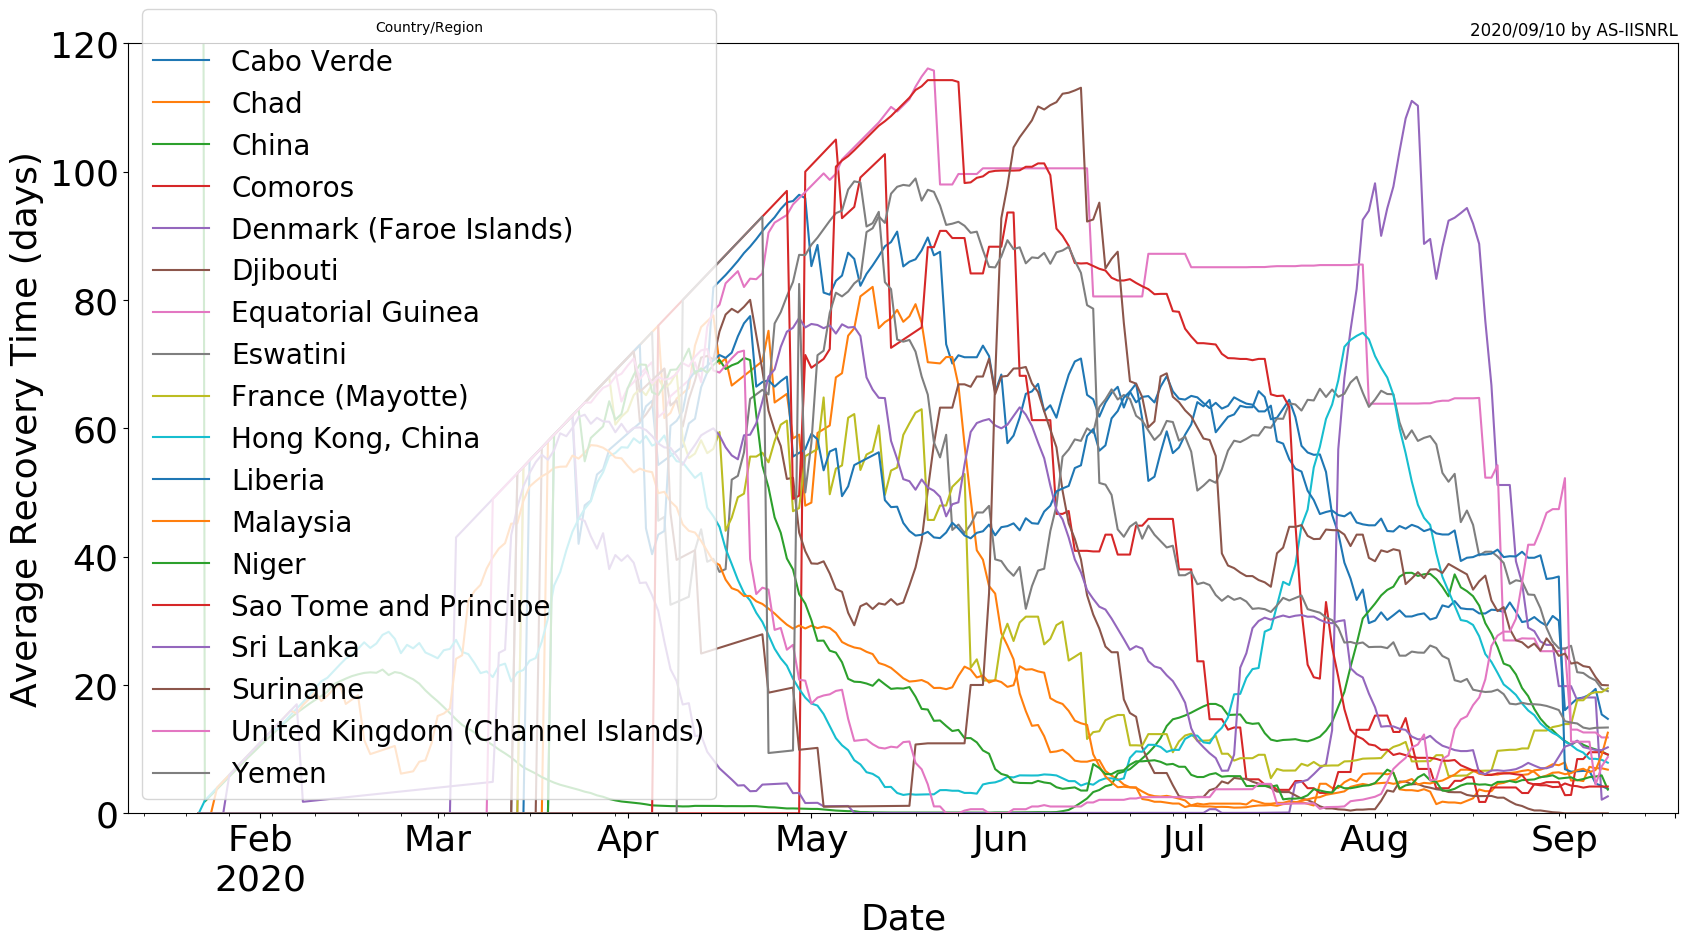 Country/Region
2020/09/10 by AS-IISNRL
Cabo Verde
Chad
China
Comoros
Denmark (Faroe Islands)
Djibouti
Equatorial Guinea
Eswatini
France (Mayotte)
Hong Kong, China
Liberia
Malaysia
Niger
Sao Tome and Principe
Sri Lanka
Suriname
United Kingdom (Channel Islands)
Yemen
Average Recovery Time (days)
120
100
80
60
40
20
0
Feb Mar Apr May Jun Jul Aug Sep
2020
Date